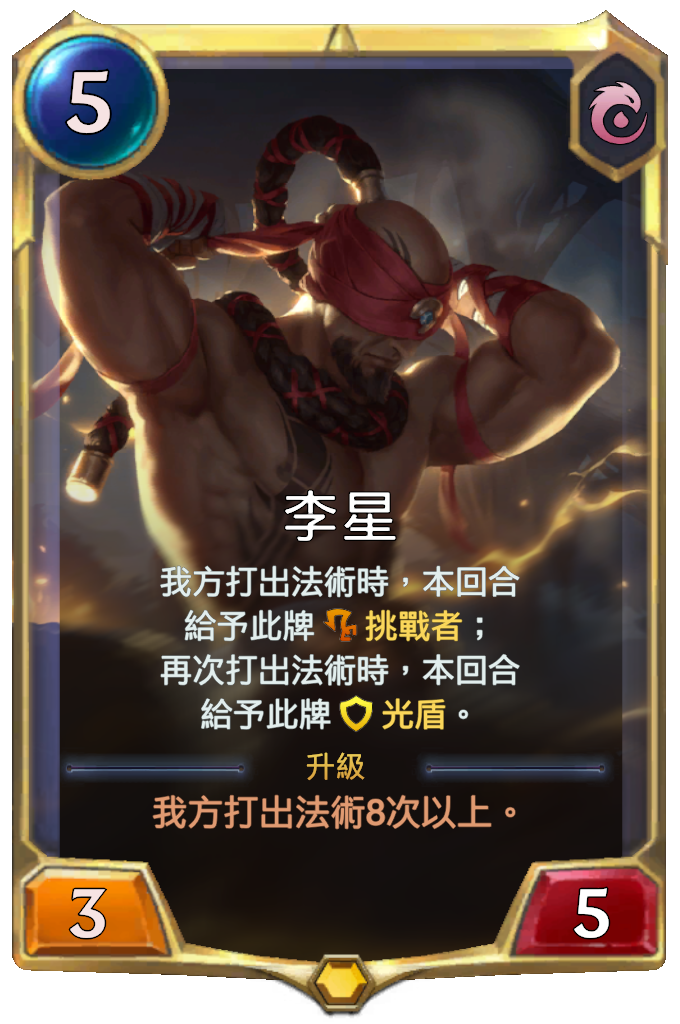 5
李星
我方打出法術時，本回合
給予此牌 挑戰者；
再次打出法術時，本回合
給予此牌 光盾。
升級
我方打出法術8次以上。
3
5